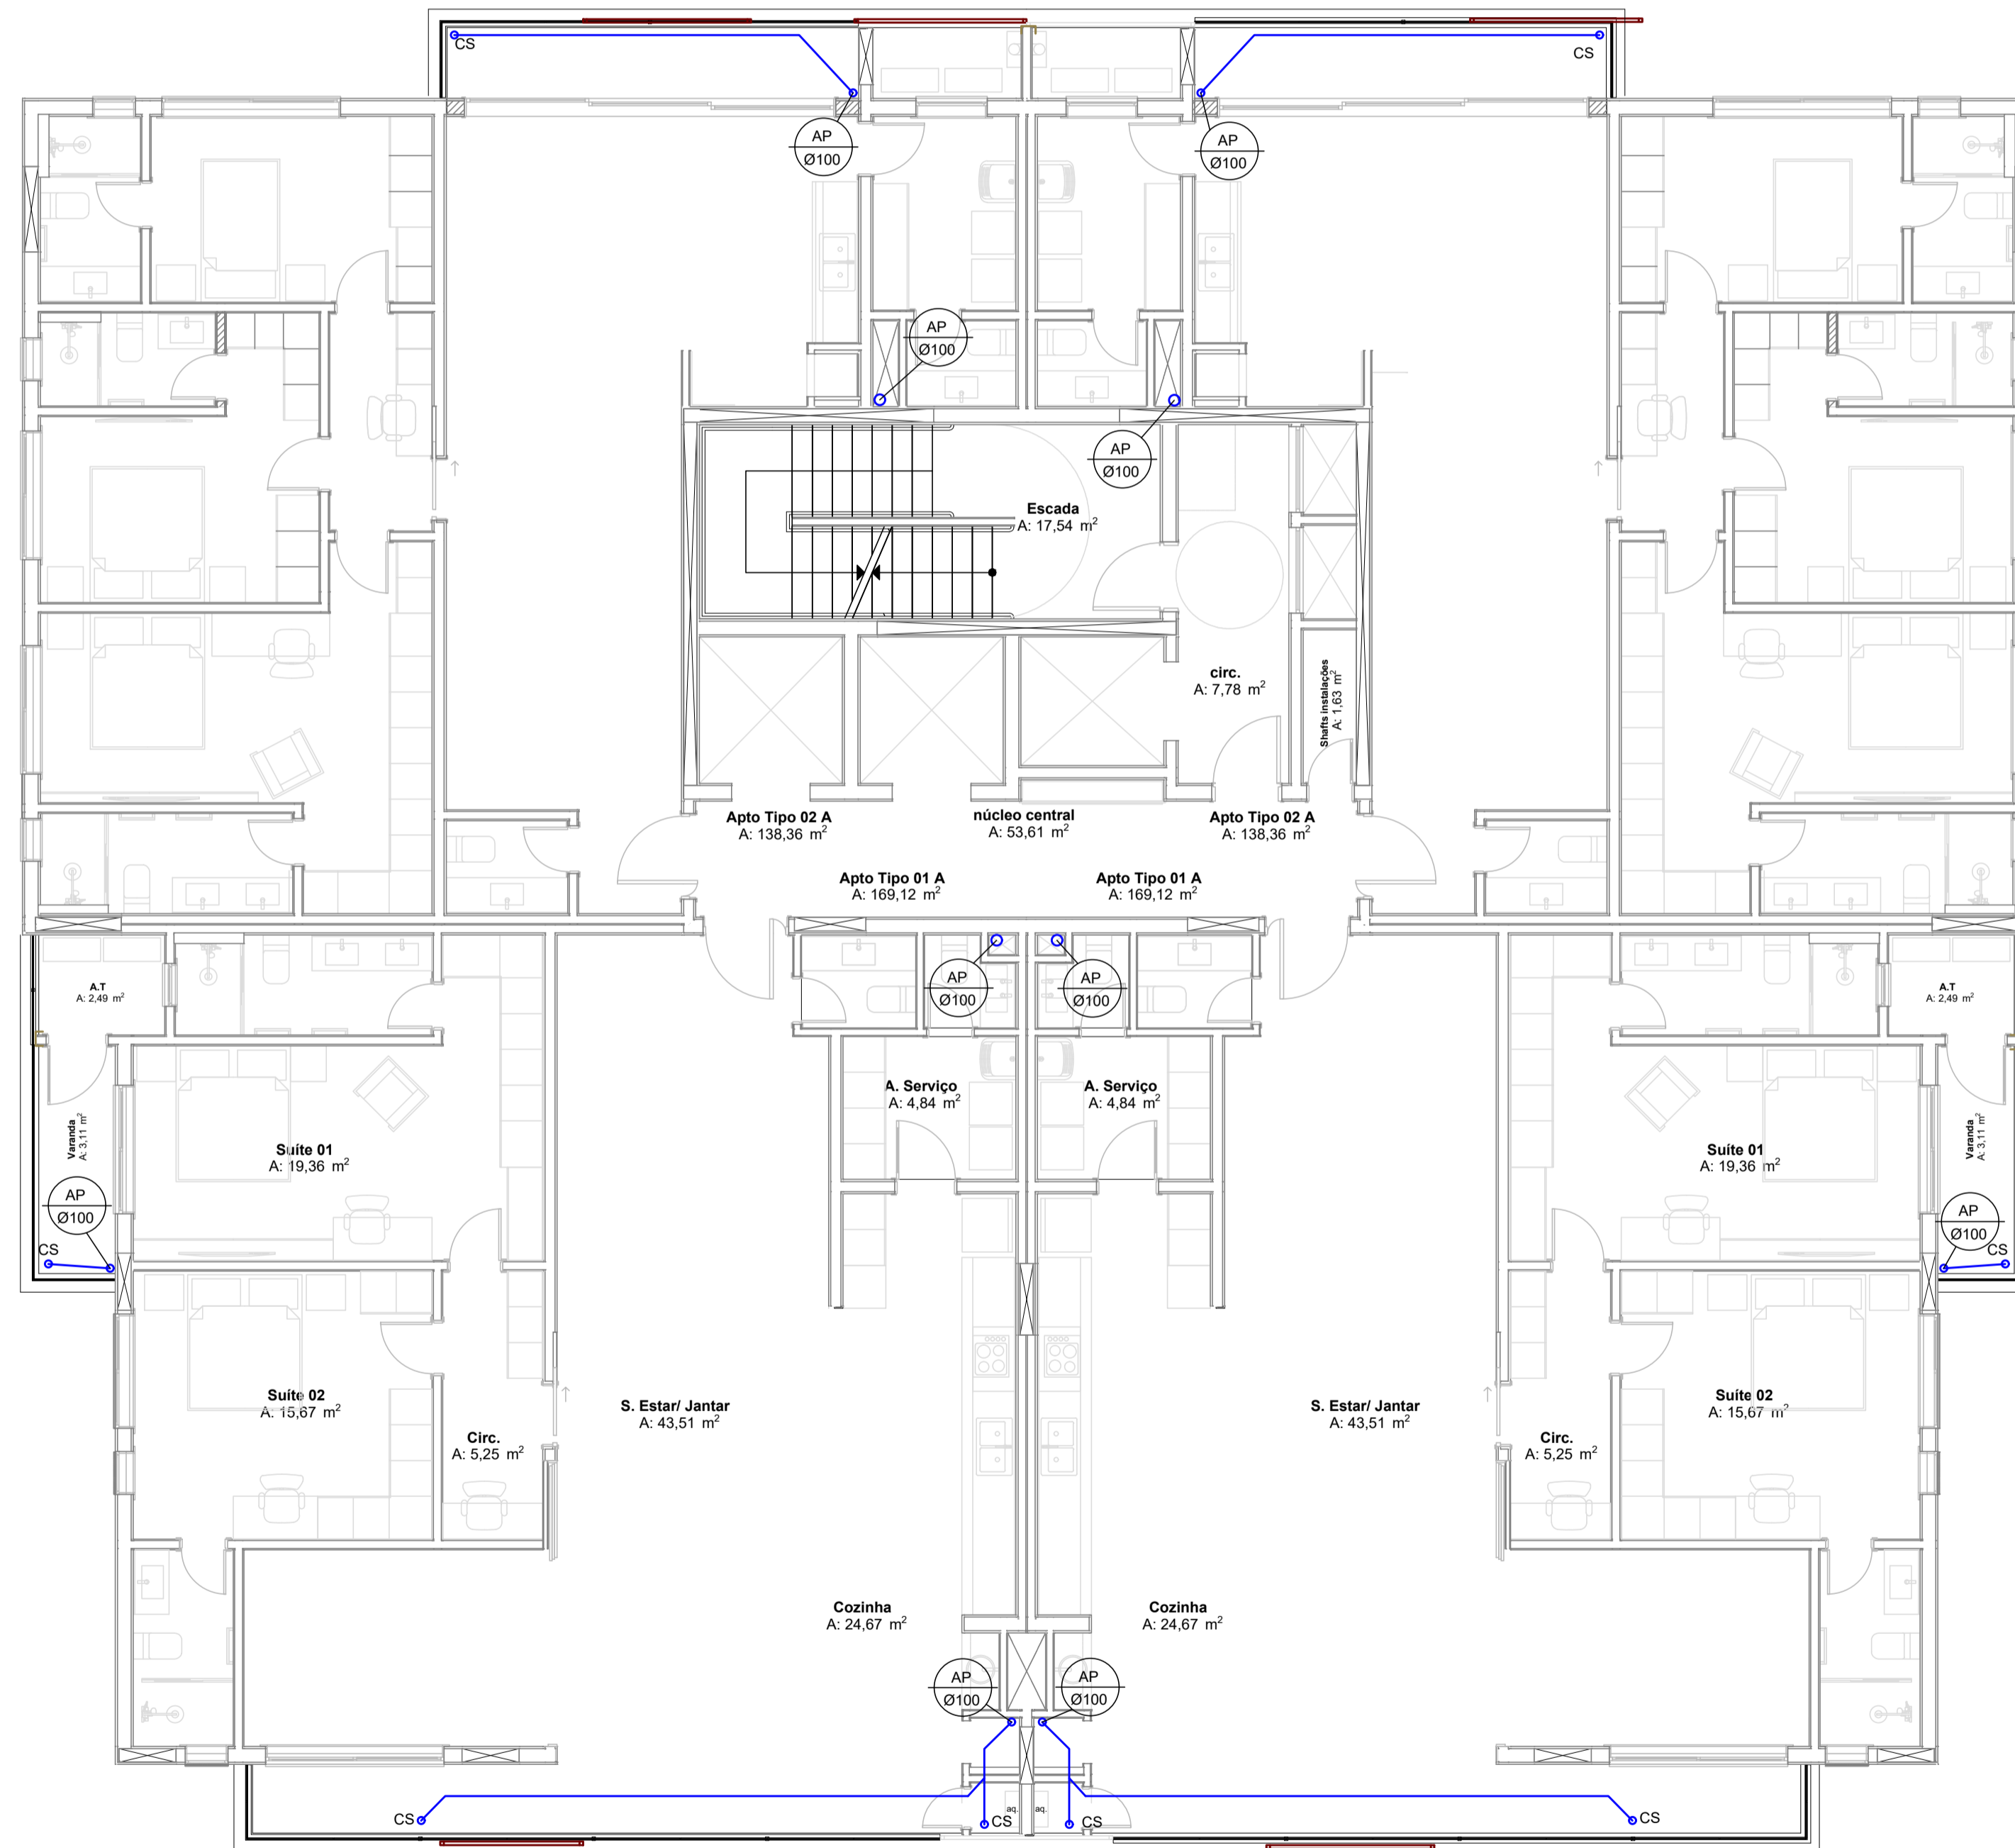 CS
CS
AP
Ø100
AP
Ø100
AP
Ø100
AP
Ø100
Escada
A: 17,54 m²
circ.
A: 7,78 m²
Shafts instalações
A: 1,63 m²
Apto Tipo 02 A
A: 138,36 m²
núcleo central
A: 53,61 m²
Apto Tipo 02 A
A: 138,36 m²
Apto Tipo 01 A
A: 169,12 m²
Apto Tipo 01 A
A: 169,12 m²
A.T
A: 2,49 m²
AP
Ø100
AP
Ø100
A.T
A: 2,49 m²
A. Serviço
A: 4,84 m²
A. Serviço
A: 4,84 m²
Varanda
A: 3,11 m²
Suíte 01
A: 19,36 m²
Suíte 01
A: 19,36 m²
Varanda
A: 3,11 m²
AP
Ø100
CS
AP
Ø100
CS
Suíte 02
A: 15,67 m²
Circ.
A: 5,25 m²
S. Estar/ Jantar
A: 43,51 m²
S. Estar/ Jantar
A: 43,51 m²
Circ.
A: 5,25 m²
Suíte 02
A: 15,67 m²
Cozinha
A: 24,67 m²
Cozinha
A: 24,67 m²
AP
Ø100
AP
Ø100
CS
CS
aq.
aq.
CS
CS